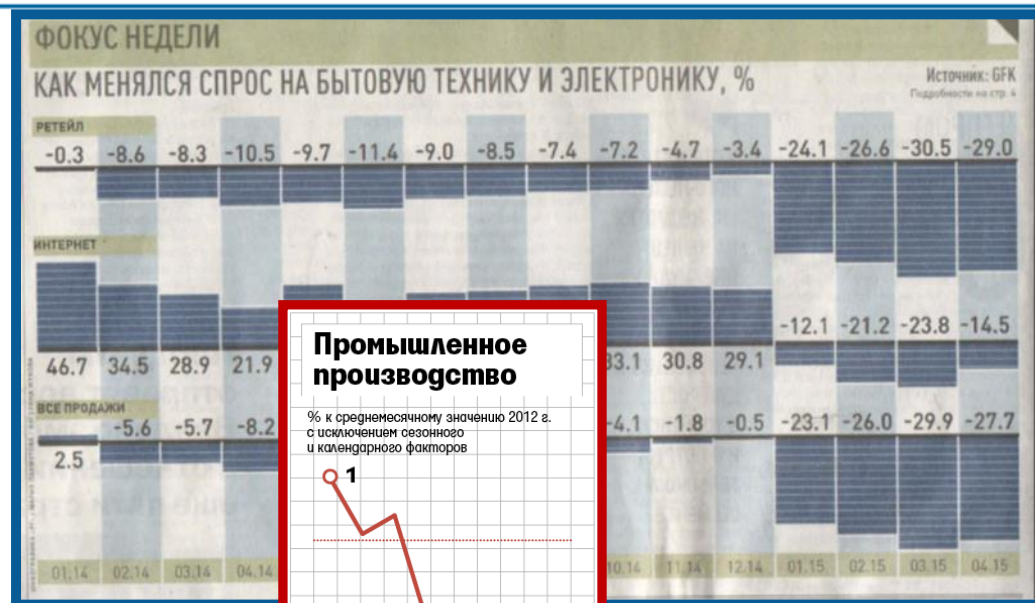 ФОКУС НЕДЕЛИ
КАК МЕНЯЛСЯ СПРОС НА БЫТОВУЮ ТЕХНИКУ И ЭЛЕКТРОНИКУ, %
Источник: GFK
Подробности на стр. 4
РЕТЕЙЛ
-0.3 -8.6 -8.3 -10.5 -9.7 -11.4 -9.0 -8.5 -7.4 -7.2 -4.7 -3.4 -24.1 -26.6 -30.5 -29.0
ИНТЕРНЕТ
-12.1 -21.2 -23.8 -14.5
46.7 34.5 28.9 21.9 33.1 30.8 29.1
ВСЕ ПРОДАЖИ
-5.6 -5.7 -8.2 -4.1 -1.8 -0.5 -23.1 -26.0 -29.9 -27.7
2.5
01.14 02.14 03.14 04.14 10.14 11.14 12.14 01.15 02.15 03.15 04.15
Промышленное
производство
% к среднемесячному значению 2012 г.
с исключением сезонного
и календарного факторов
1